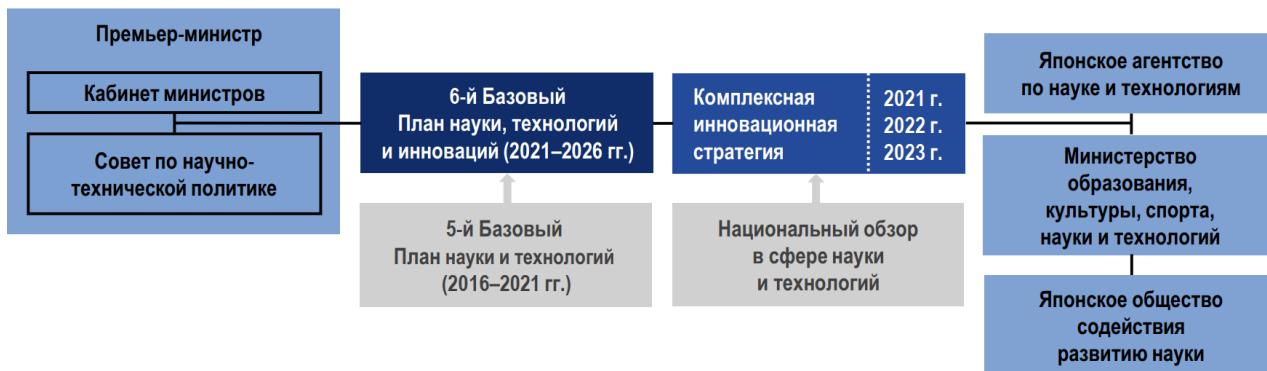 Премьер-министр
Кабинет министров
Совет по научно-
технической политике
6-й Базовый
План науки, технологий
и инноваций (2021–2026 гг.)
5-й Базовый
План науки и технологий
(2016–2021 гг.)
Комплексная
инновационная
стратегия
2021 г.
2022 г.
2023 г.
Национальный обзор
в сфере науки
и технологий
Японское агентство
по науке и технологиям
Министерство
образования,
культуры, спорта,
науки и технологий
Японское общество
содействия
развитию науки